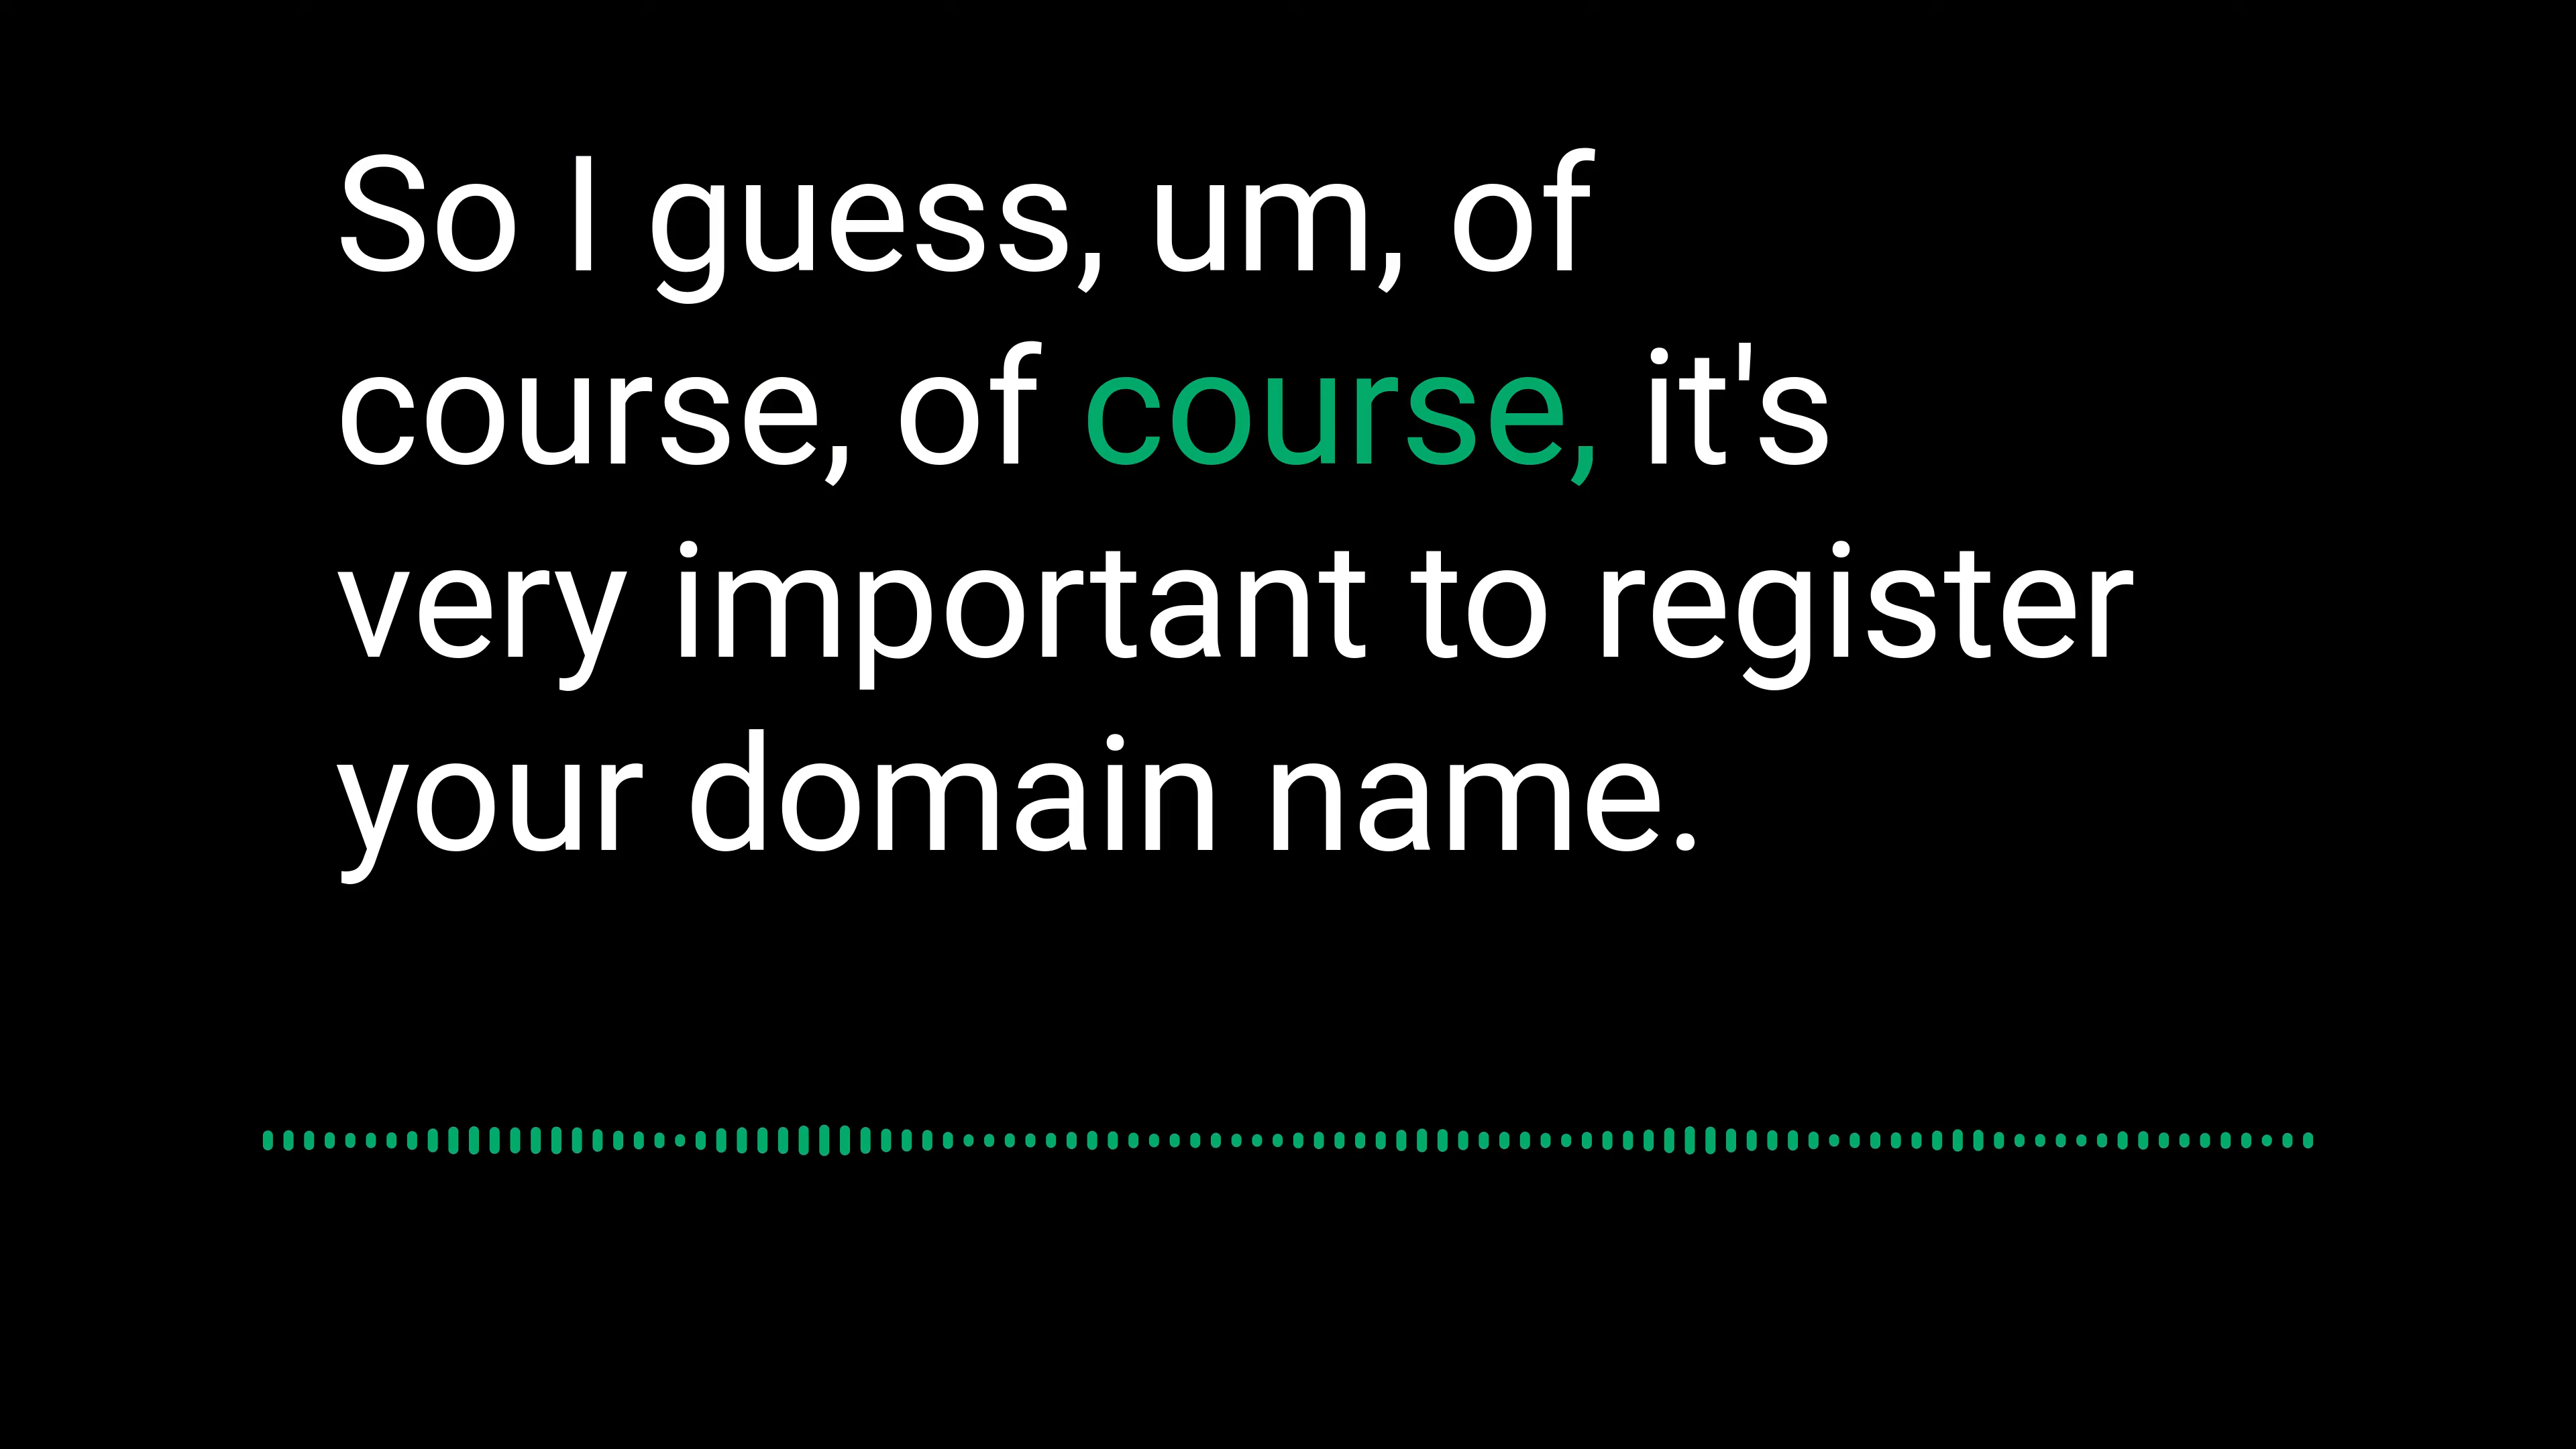 So I guess, um, of
course, of course, it's
very important to register
your domain name.